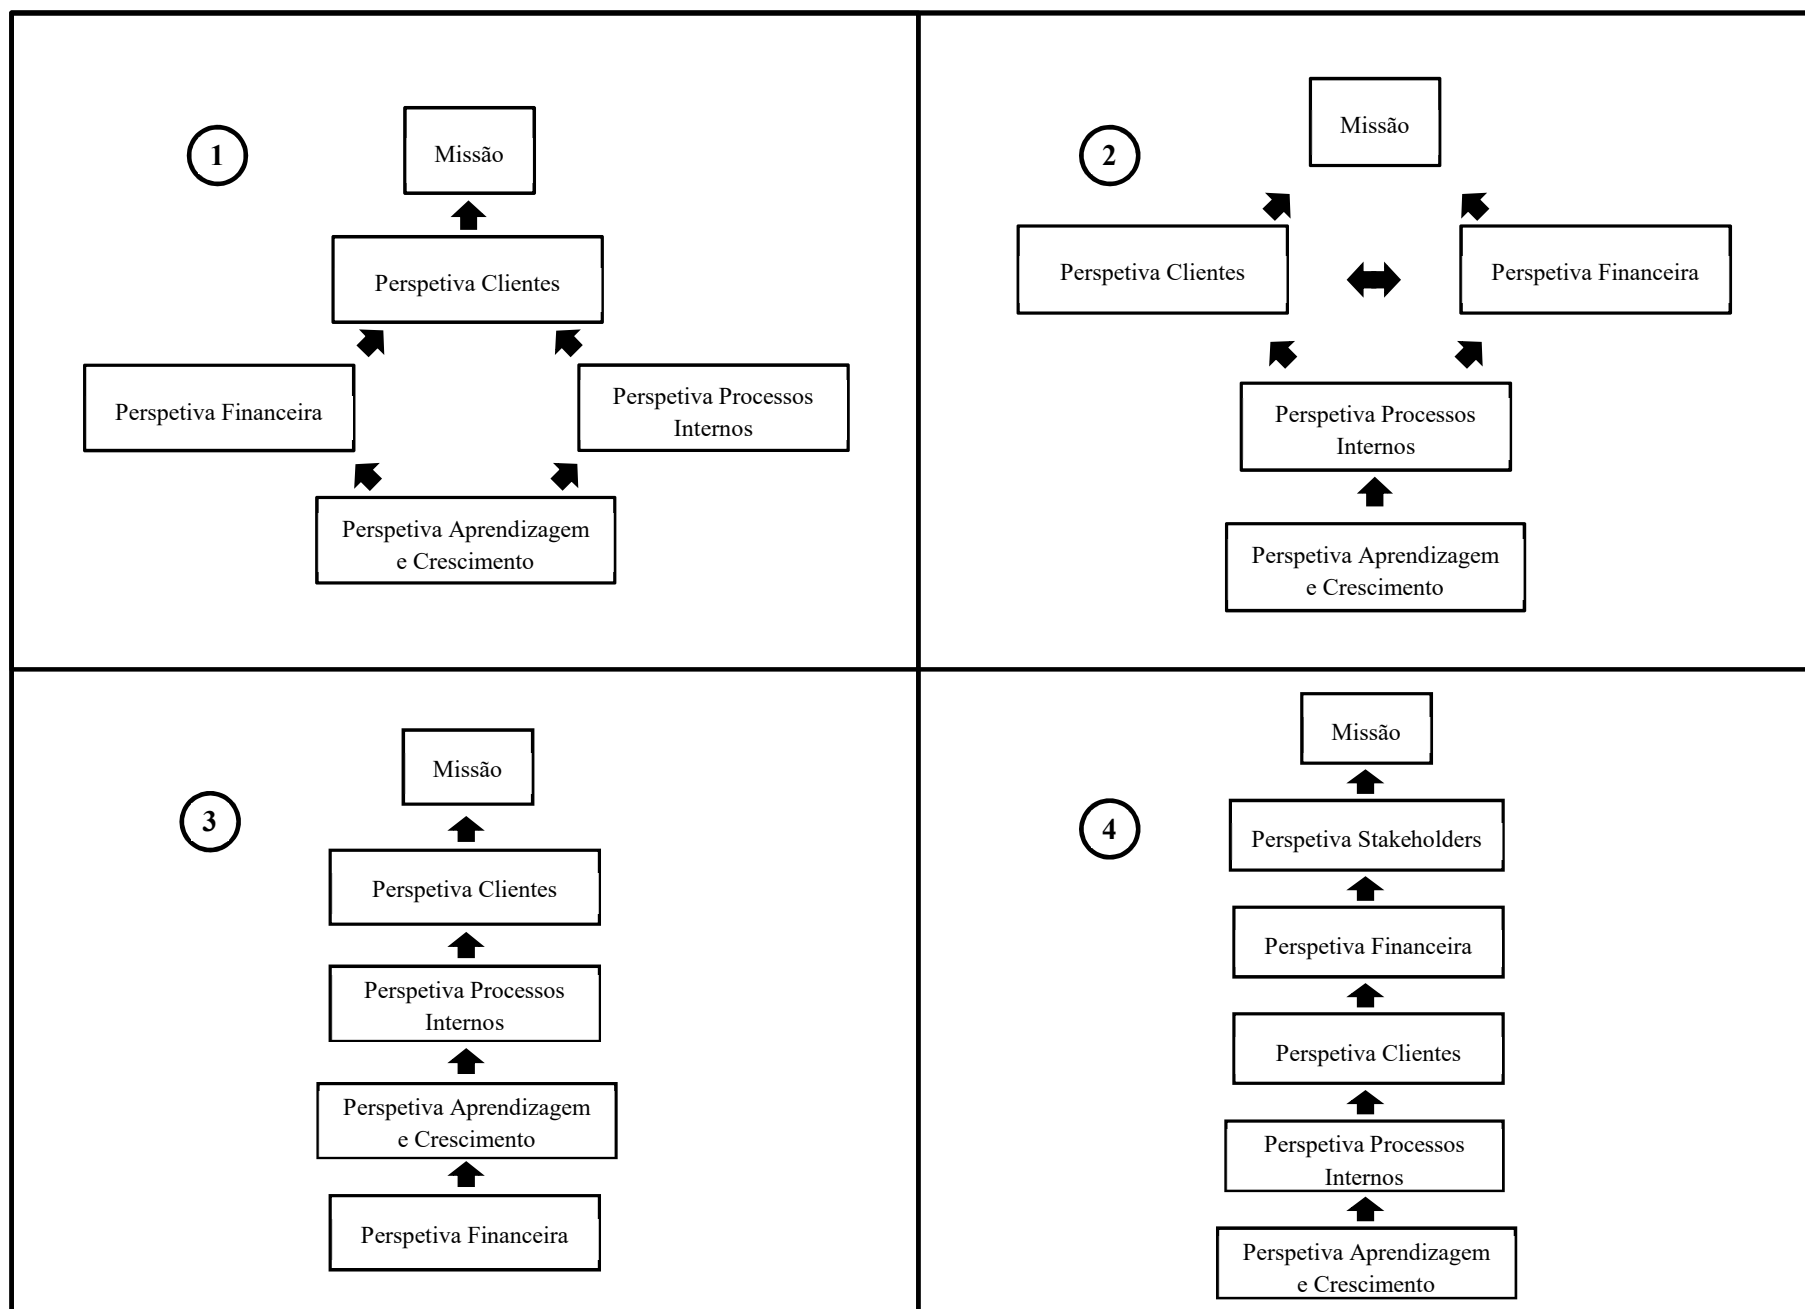 1
Missão
Perspetiva Clientes
Perspetiva Financeira
Perspetiva Processos
Internos
Perspetiva Aprendizagem
e Crescimento
2
Missão
Perspetiva Clientes
Perspetiva Financeira
Perspetiva Processos
Internos
Perspetiva Aprendizagem
e Crescimento
3
Missão
Perspetiva Clientes
Perspetiva Processos
Internos
Perspetiva Aprendizagem
e Crescimento
Perspetiva Financeira
4
Missão
Perspetiva Stakeholders
Perspetiva Financeira
Perspetiva Clientes
Perspetiva Processos
Internos
Perspetiva Aprendizagem
e Crescimento